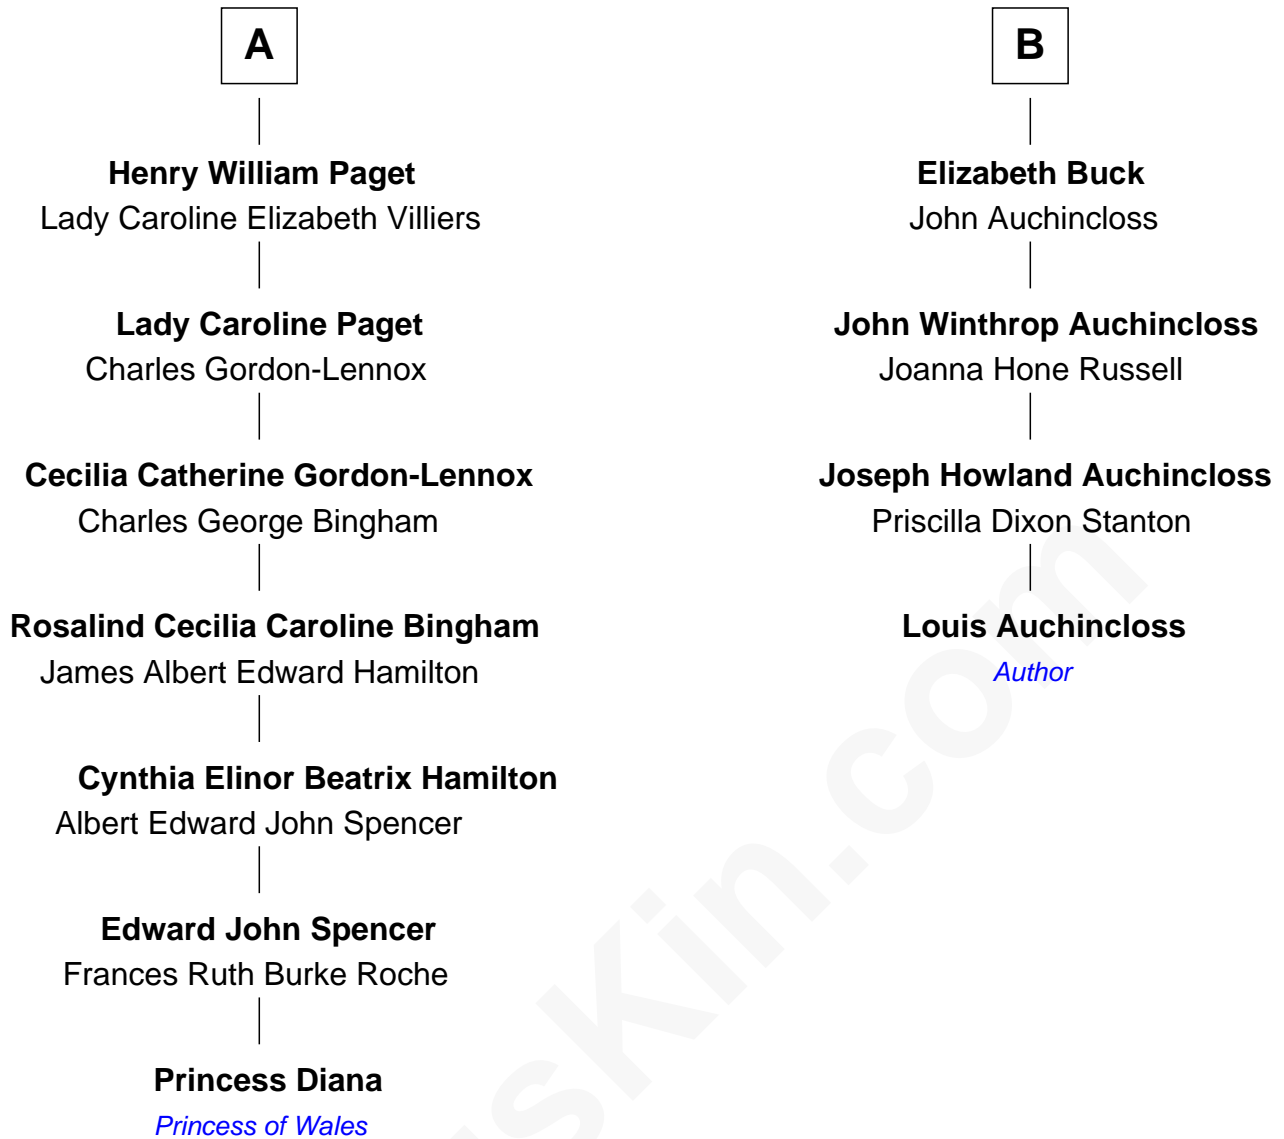 A
Henry William Paget
Lady Caroline Elizabeth Villiers
Lady Caroline Paget
Charles Gordon-Lennox
Cecilia Catherine Gordon-Lennox
Charles George Bingham
Rosalind Cecilia Caroline Bingham
James Albert Edward Hamilton
Cynthia Elinor Beatrix Hamilton
Albert Edward John Spencer
Edward John Spencer
Frances Ruth Burke Roche
Princess Diana
Princess of Wales
B
Elizabeth Buck
John Auchincloss
John Winthrop Auchincloss
Joanna Hone Russell
Joseph Howland Auchincloss
Priscilla Dixon Stanton
Louis Auchincloss
Author